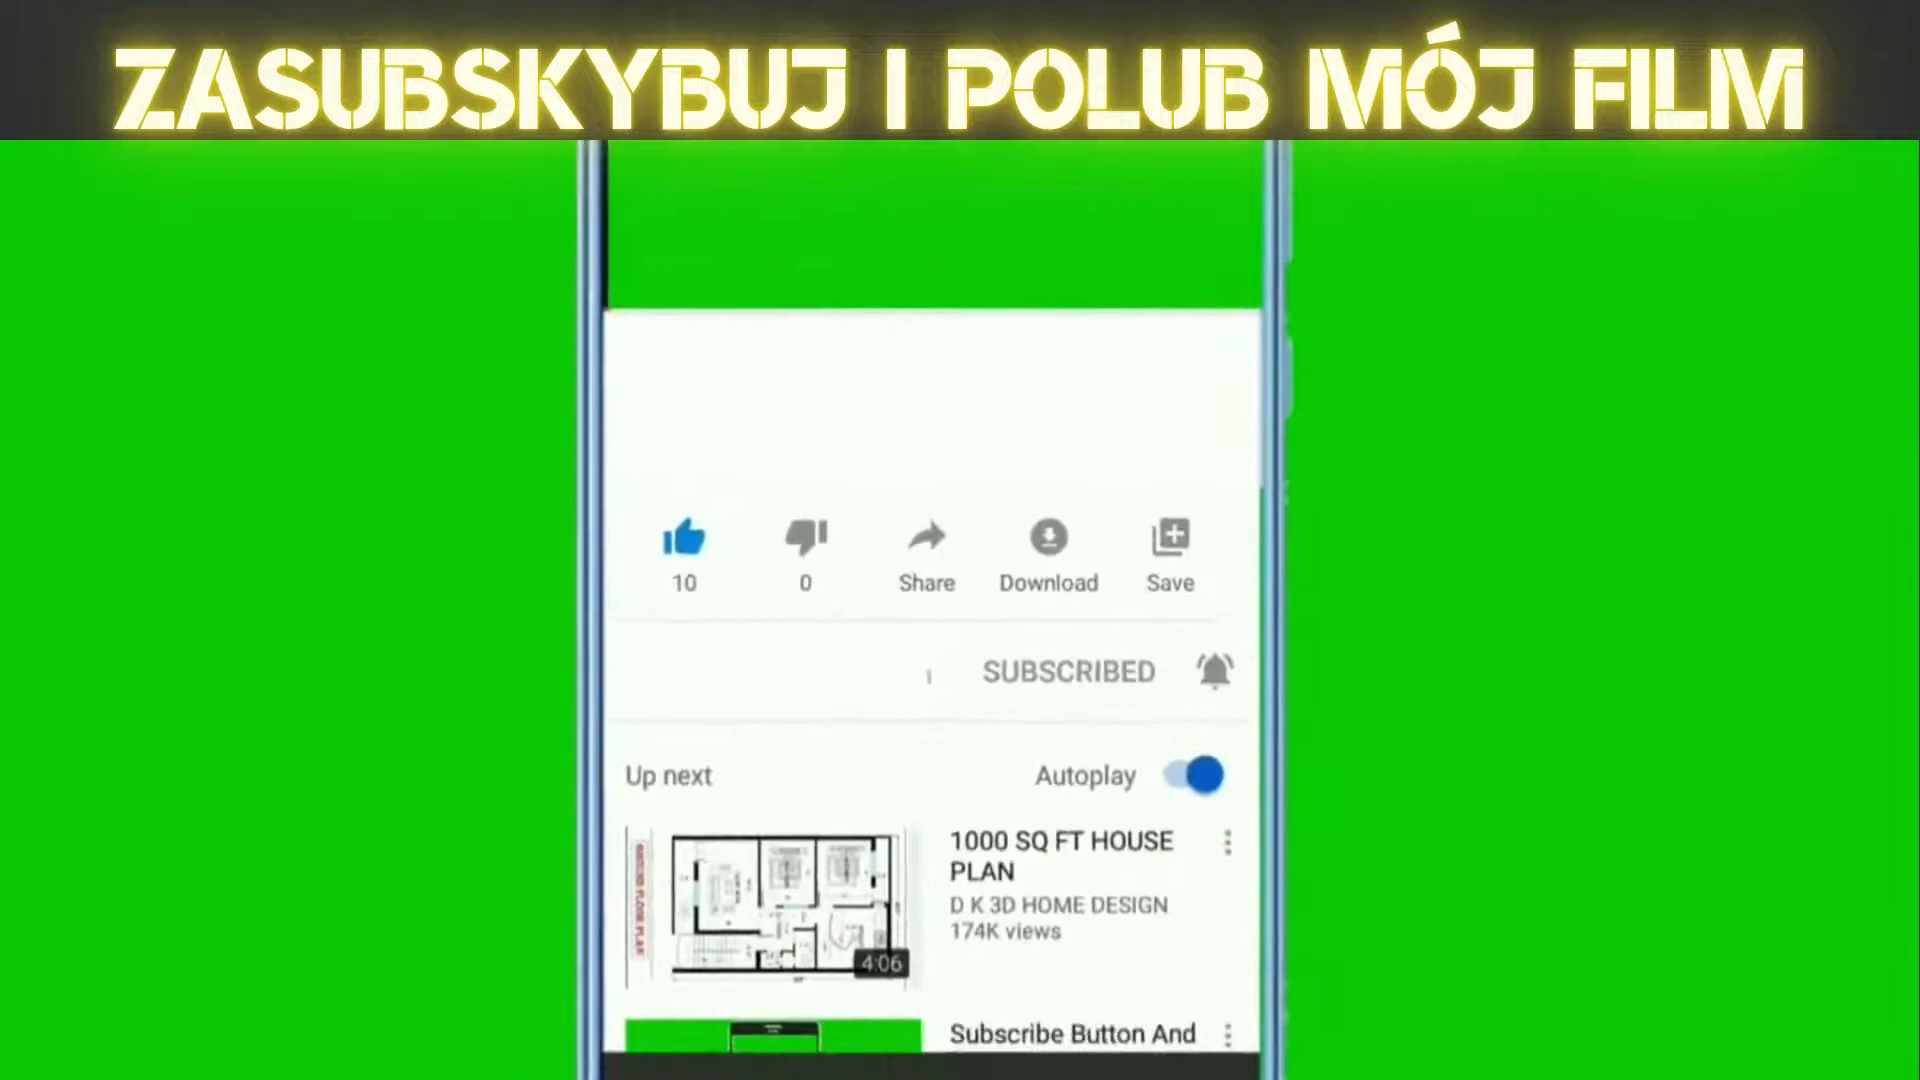 ZASUBSKYBUJ I POLUB MÓJ FILM
10
0
Share
Download
Save
SUBSCRIBED
Up next
Autoplay
1000 SQ FT HOUSE
PLAN
D K 3D HOME DESIGN
174K views
4:06
Subscribe Button And